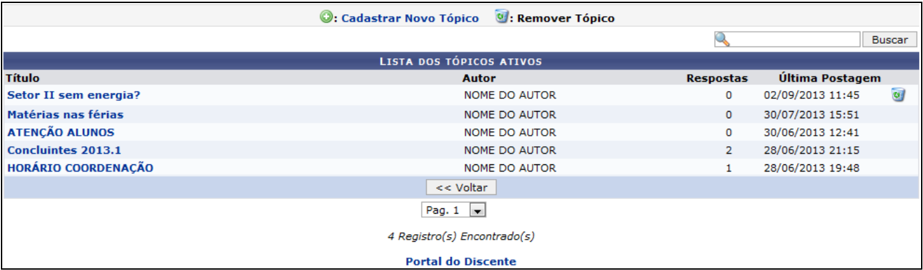 : Cadastrar Novo Tópico : Remover Tópico
Buscar
LISTA DOS TÓPICOS ATIVOS
Título Autor Respostas Última Postagem
Setor II sem energia? NOME DO AUTOR 0 02/09/2013 11:45
Matérias nas férias NOME DO AUTOR 0 30/07/2013 15:51
ATENÇÃO ALUNOS NOME DO AUTOR 0 30/06/2013 12:41
Concluintes 2013.1 NOME DO AUTOR 2 28/06/2013 21:15
HORÁRIO COORDENAÇÃO NOME DO AUTOR 1 28/06/2013 19:48
<< Voltar
Pag. 1
4 Registro(s) Encontrado(s)
Portal do Discente